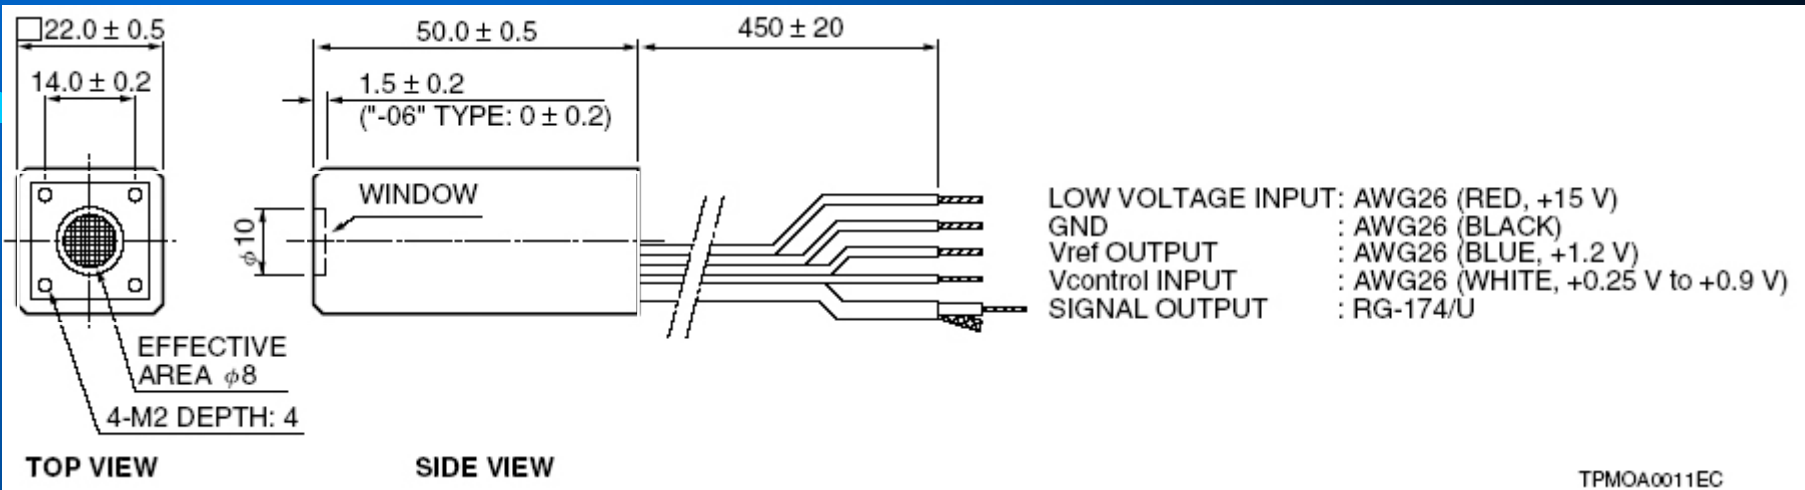 □22.0 ± 0.5
14.0 ± 0.2
50.0 ± 0.5
450 ± 20
1.5 ± 0.2
("-06" TYPE: 0 ± 0.2)
WINDOW
φ10
EFFECTIVE
AREA φ8
4-M2 DEPTH: 4
LOW VOLTAGE INPUT: AWG26 (RED, +15 V)
GND : AWG26 (BLACK)
Vref OUTPUT : AWG26 (BLUE, +1.2 V)
Vcontrol INPUT : AWG26 (WHITE, +0.25 V to +0.9 V)
SIGNAL OUTPUT : RG-174/U
TOP VIEW
SIDE VIEW
TPMOA0011EC